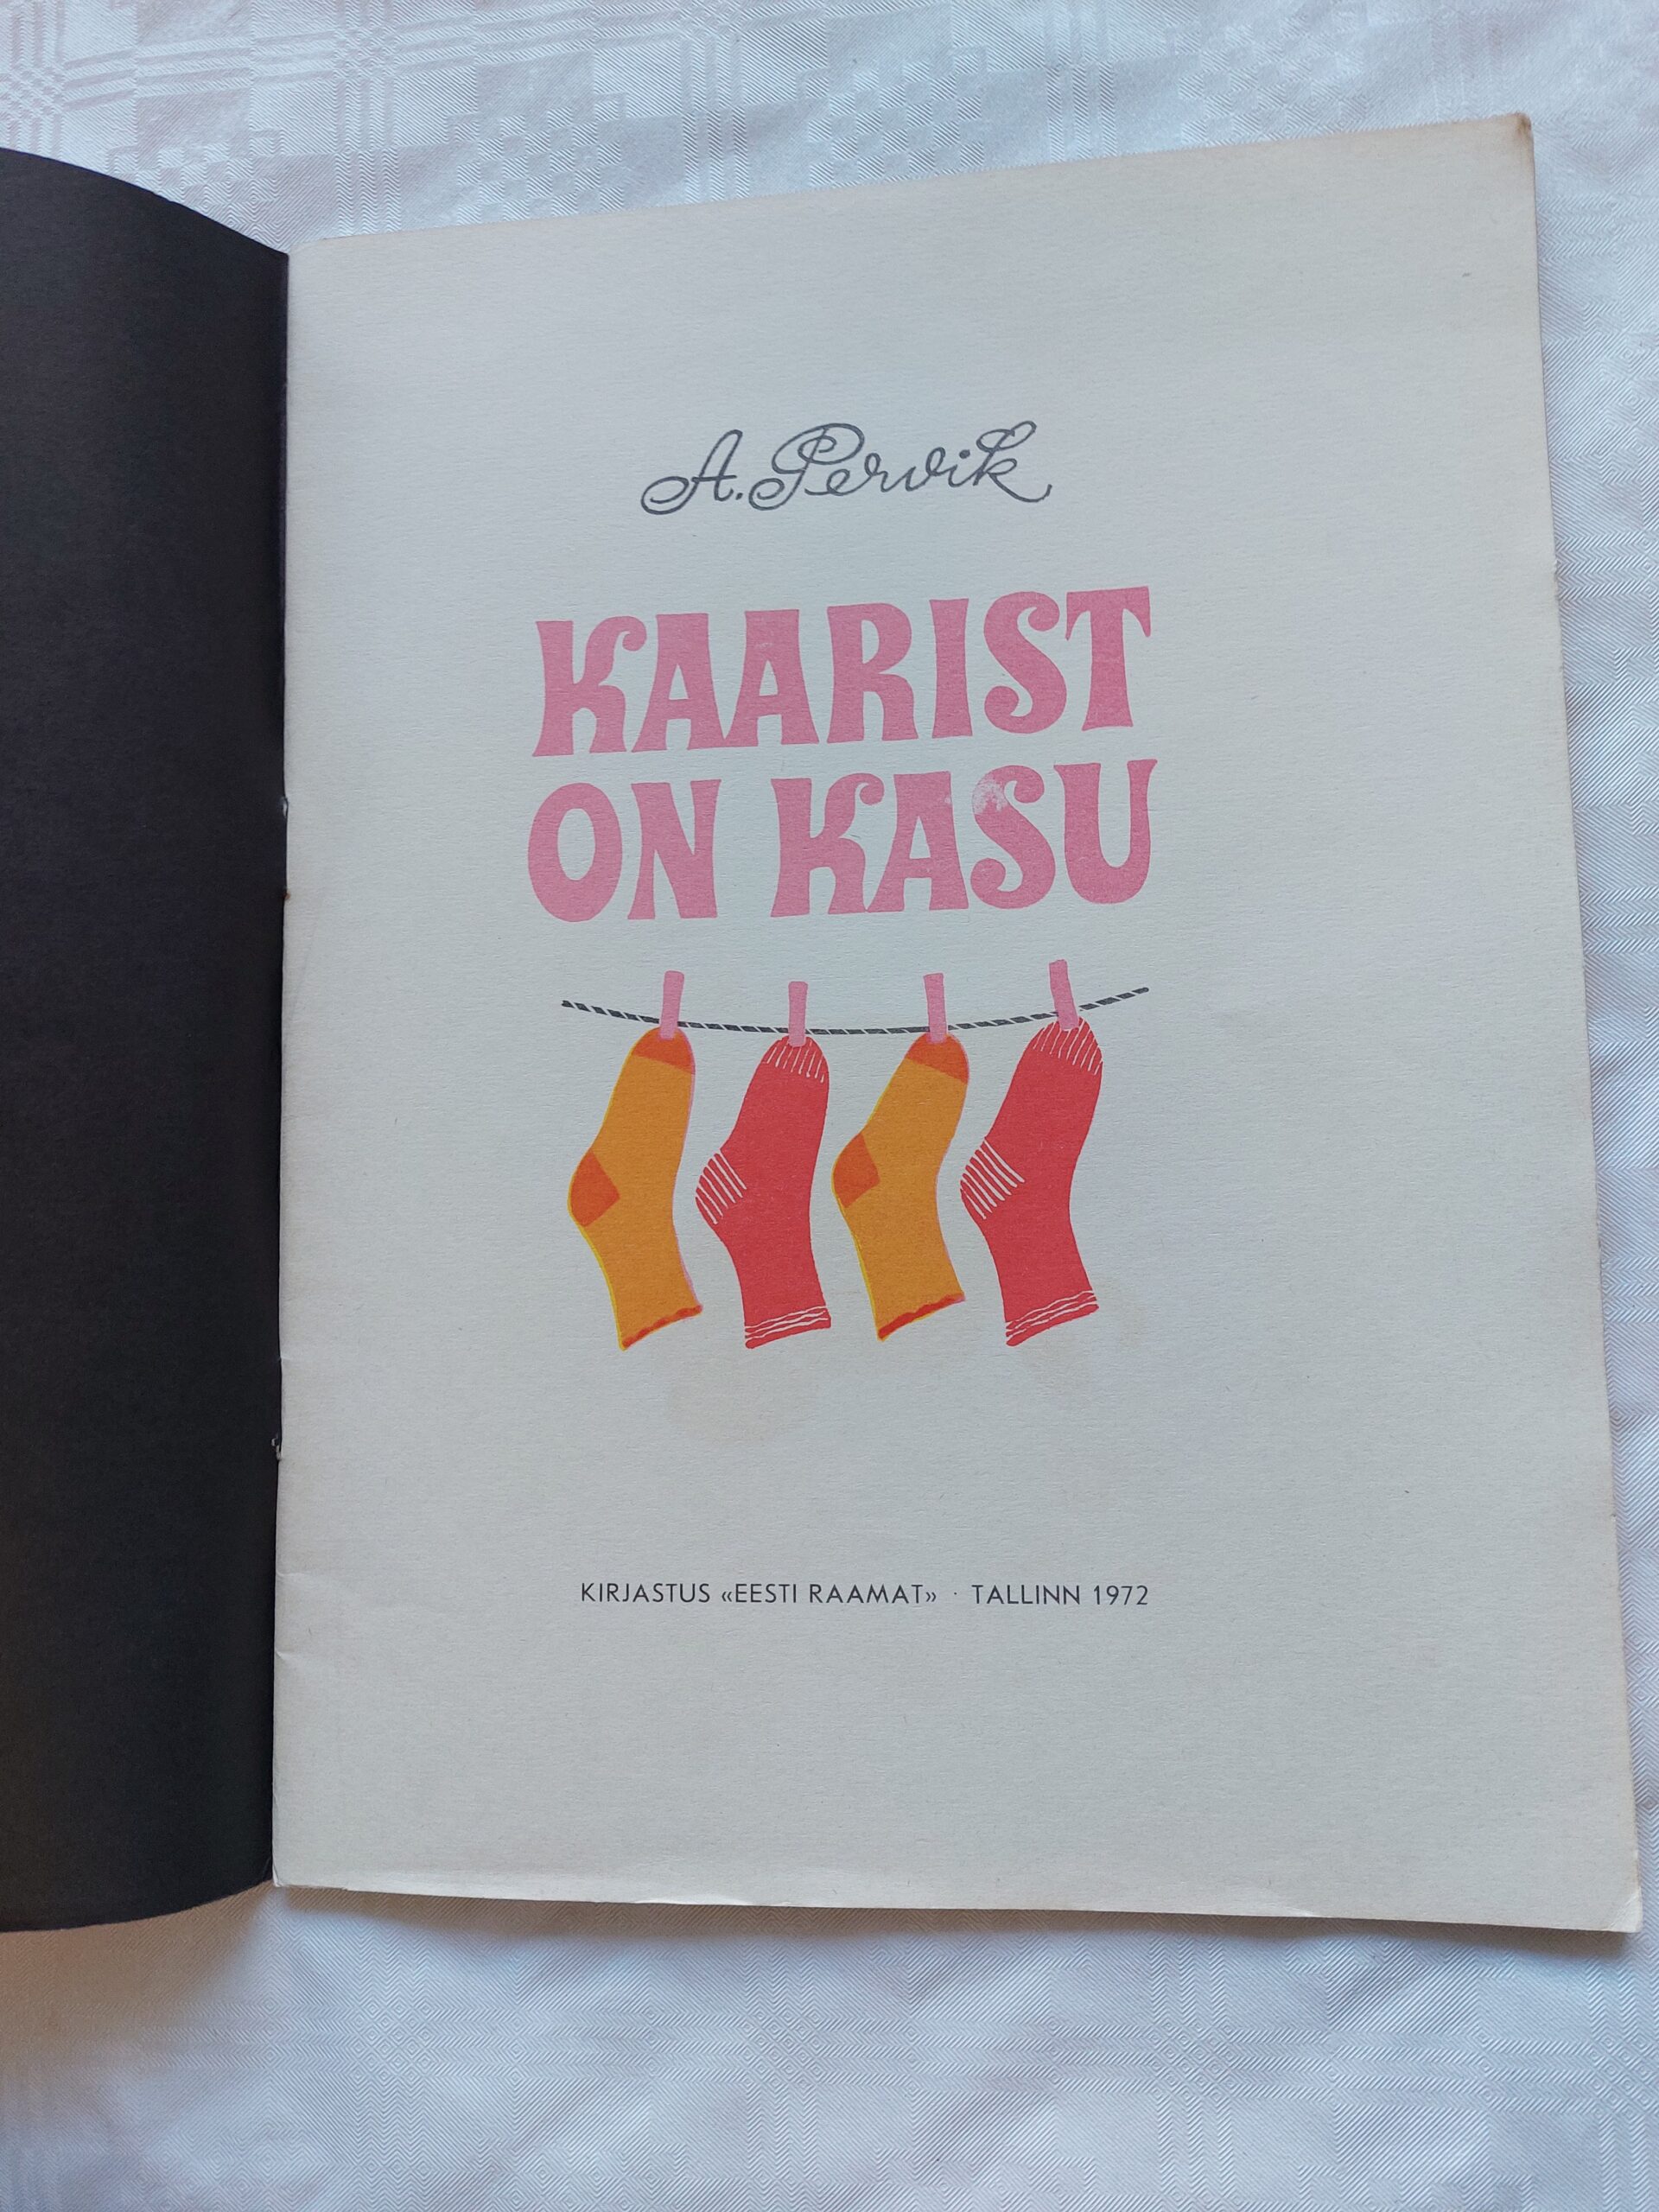 A. Pervik
KAARIST
ON KASU
KIRJASTUS «EESTI RAAMAT» · TALLINN 1972